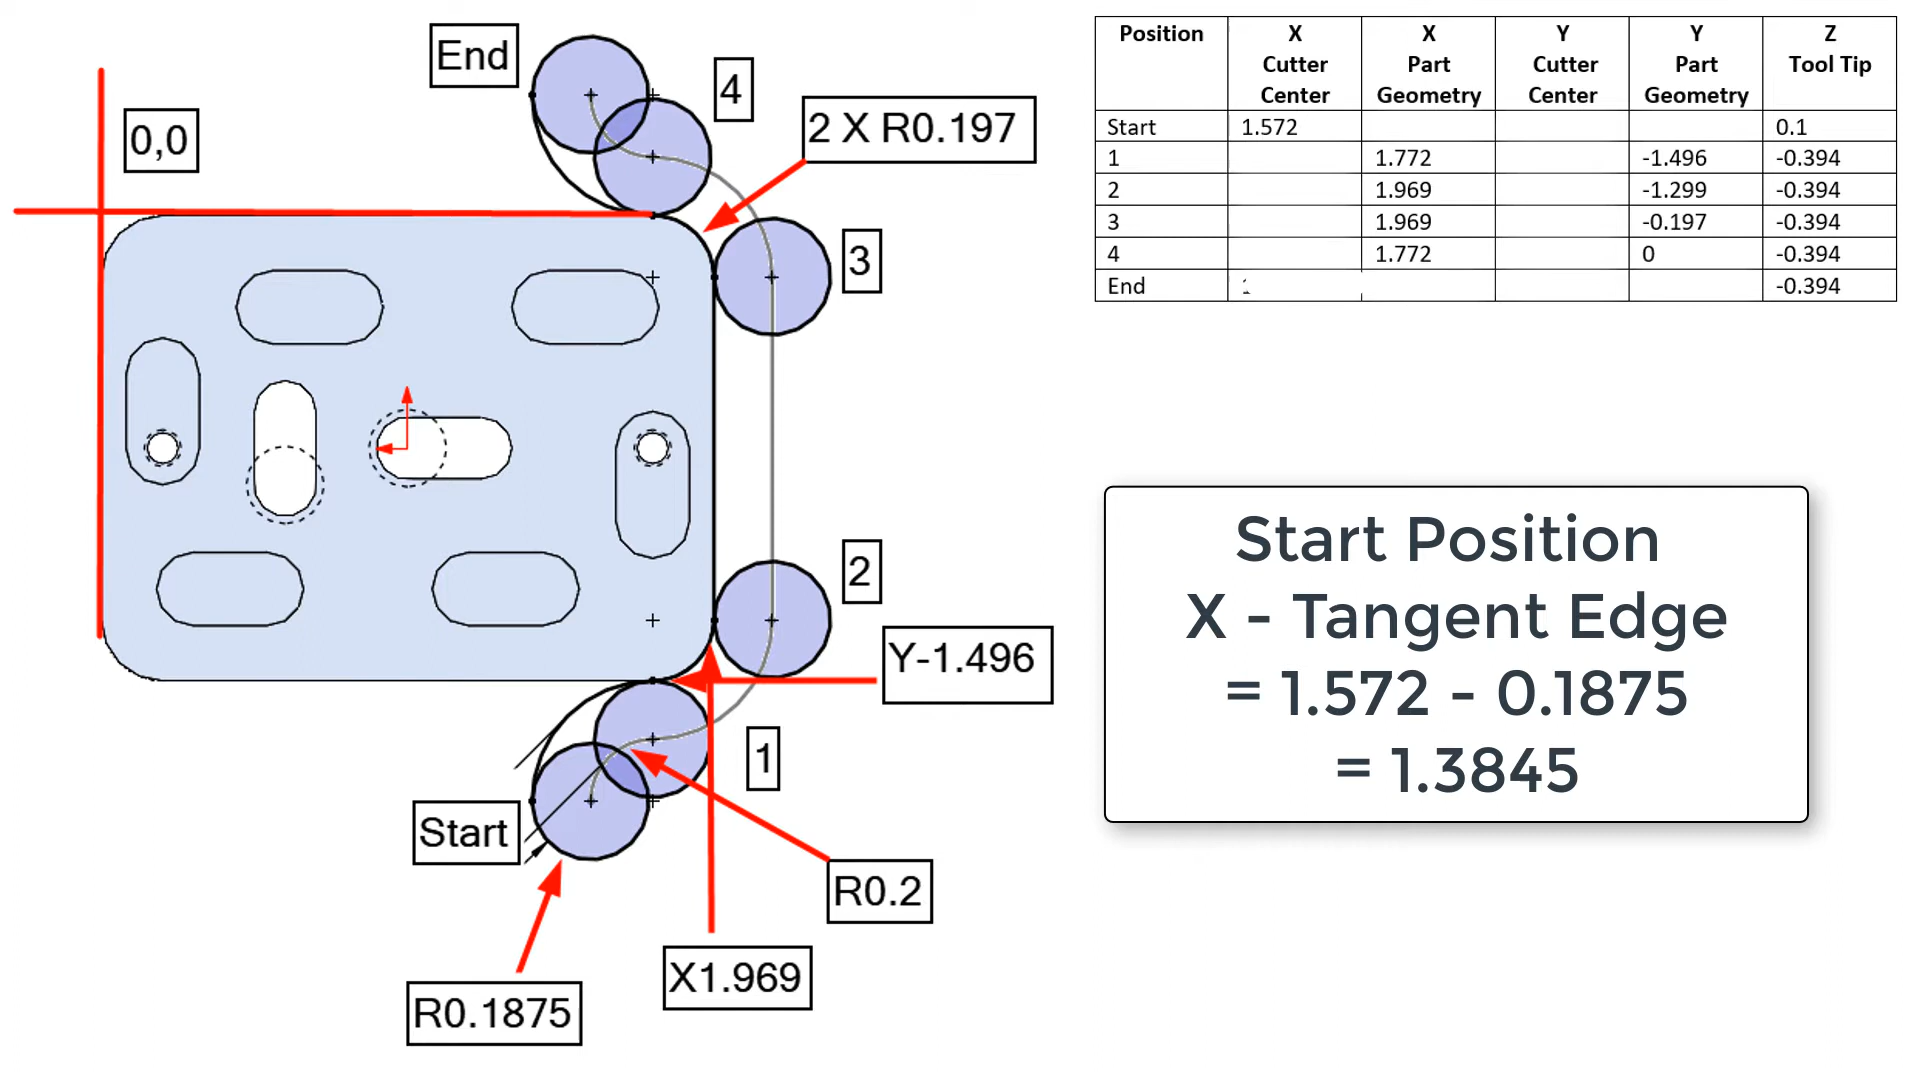 End
4
0,0
2 X R0.197
3
2
Y-1.496
1
Start
R0.2
X1.969
R0.1875
Position X Cutter Center X Part Geometry Y Cutter Center Y Part Geometry Z Tool Tip
Start 1.572 0.1
1 1.772 -1.496 -0.394
2 1.969 -1.299 -0.394
3 1.969 -0.197 -0.394
4 1.772 0 -0.394
End -0.394
Start Position
X - Tangent Edge
= 1.572 - 0.1875
= 1.3845